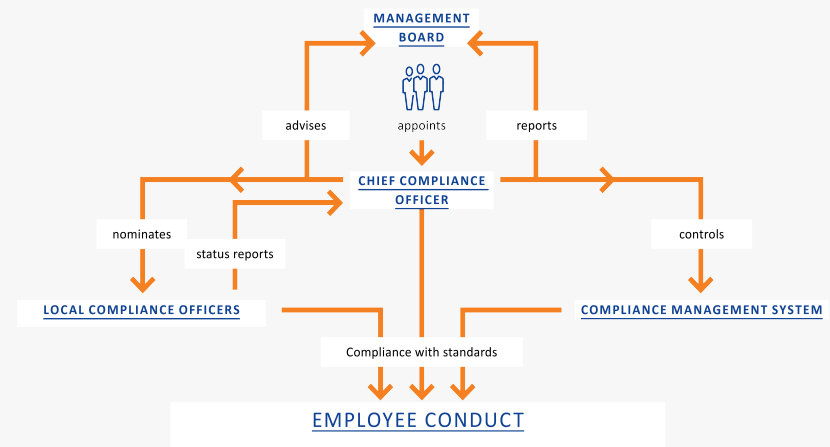 MANAGEMENT
BOARD
advises
appoints
reports
CHIEF COMPLIANCE
OFFICER
nominates
status reports
controls
LOCAL COMPLIANCE OFFICERS
COMPLIANCE MANAGEMENT SYSTEM
Compliance with standards
EMPLOYEE CONDUCT